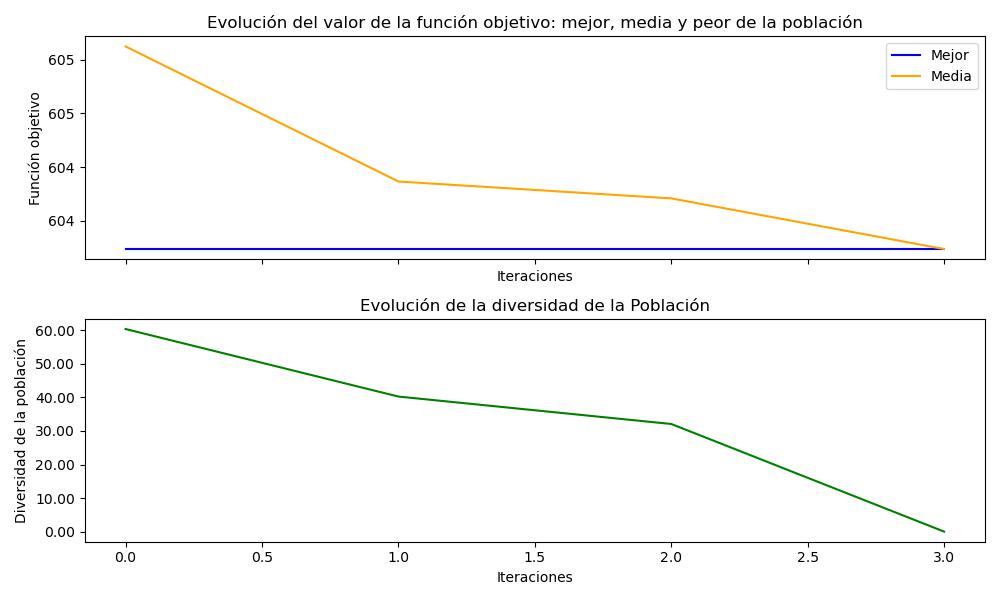 Evolución del valor de la función objetivo: mejor, media y peor de la población
Función objetivo
605
605
604
604
Mejor
Media
Iteraciones
Evolución de la diversidad de la Población
Diversidad de la población
60.00
50.00
40.00
30.00
20.00
10.00
0.00
0.0 0.5 1.0 1.5 2.0 2.5 3.0
Iteraciones